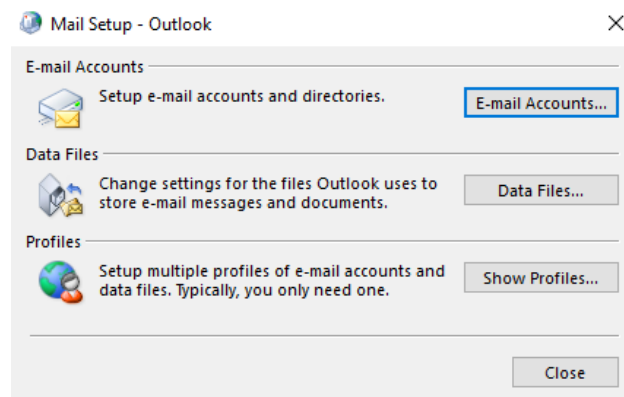 Mail Setup - Outlook
E-mail Accounts
Setup e-mail accounts and directories.
E-mail Accounts...
Data Files
Change settings for the files Outlook uses to
store e-mail messages and documents.
Data Files...
Profiles
Setup multiple profiles of e-mail accounts and
data files. Typically, you only need one.
Show Profiles...
Close